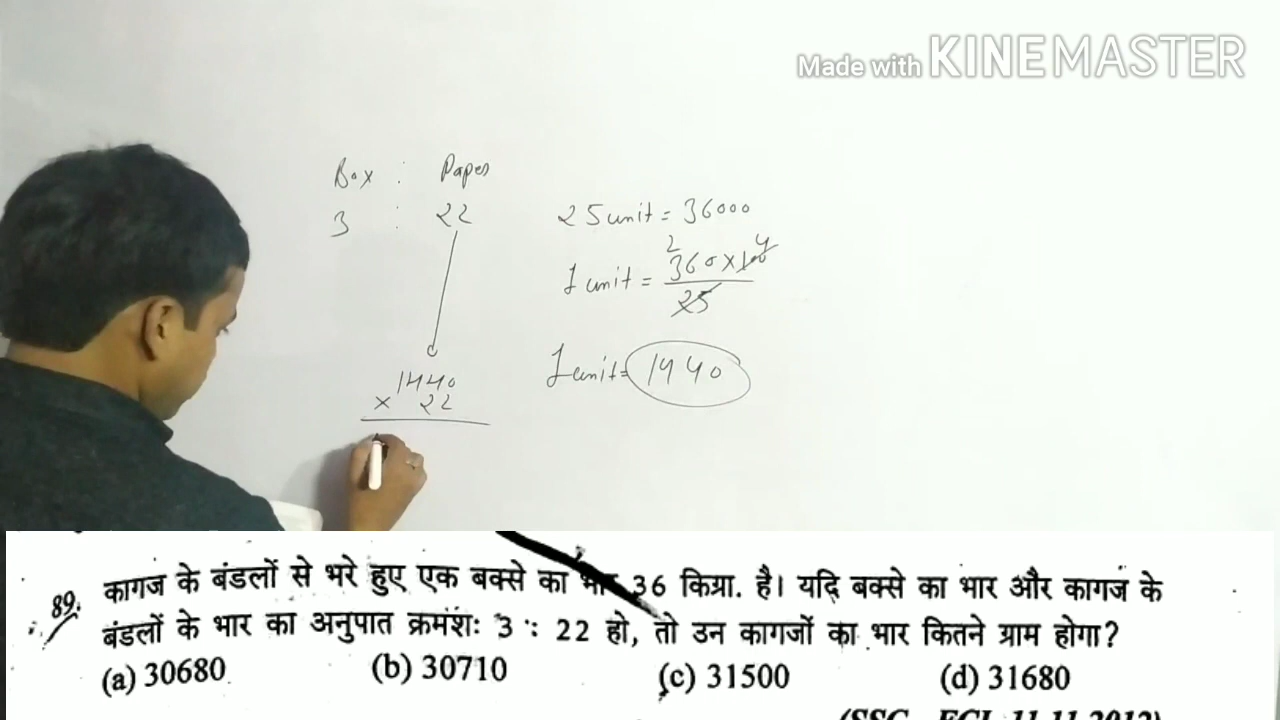 Made with KINEMASTER
Box : Paper
3 : 22
25 unit = 36000
2 4
1 unit = 360 x 100
25
1 unit = 1440
1440
x 22
89. कागज के बंडलों से भरे हुए एक बक्से का भार 36 किग्रा. है। यदि बक्से का भार और कागज के
बंडलों के भार का अनुपात क्रमशः 3 : 22 हो, तो उन कागजों का भार कितने ग्राम होगा?
(a) 30680 (b) 30710 (c) 31500 (d) 31680